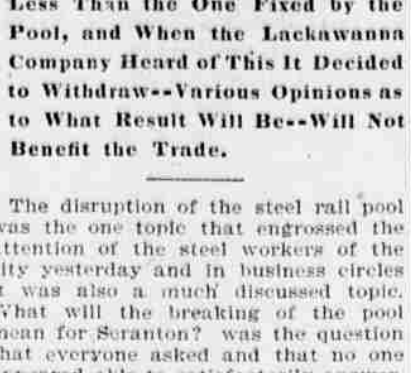 Less Than the One Fixed by the
Pool, and When the Lackawanna
Company Heard of This It Decided
to Withdraw--Various Opinions as
to What Result Will Be--Will Not
Benefit the Trade.
The disruption of the steel rail pool
was the one topic that engrossed the
attention of the steel workers of the
city yesterday and in business circles
it was also a much discussed topic.
What will the breaking of the pool
mean for Scranton? was the question
that everyone asked and that no one